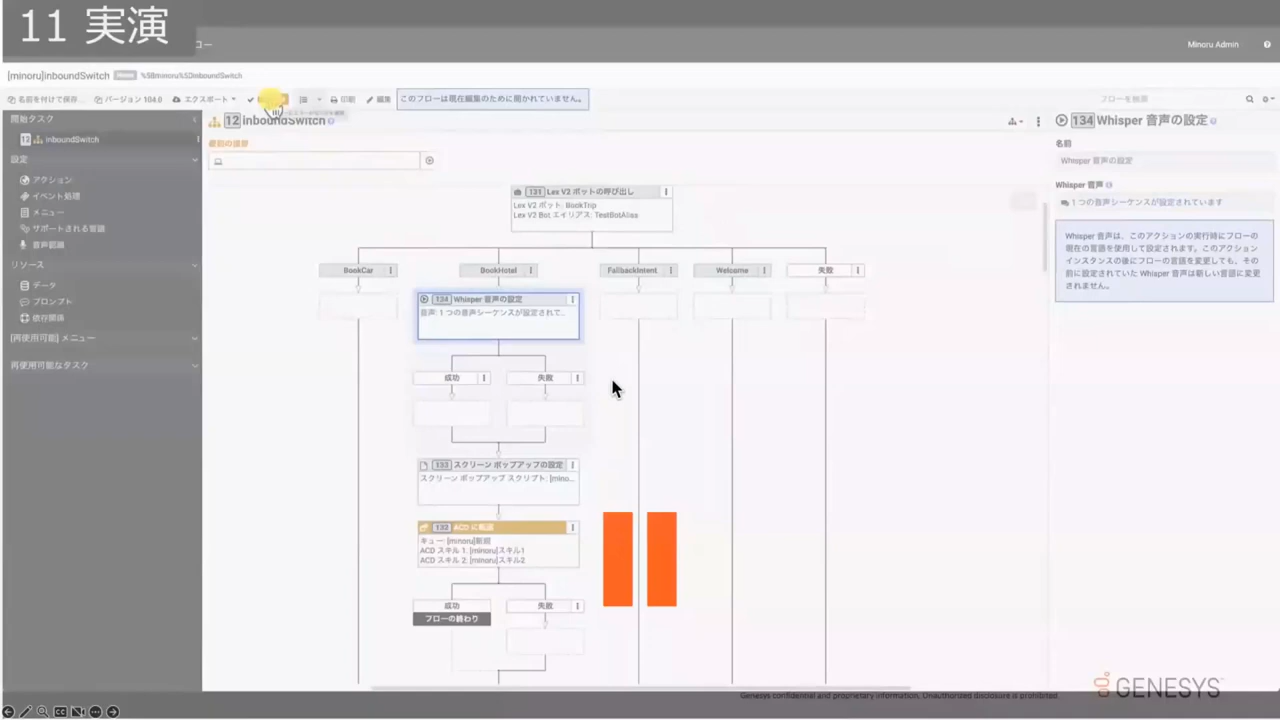 11 実演
ロー
Minoru Admin
[minoru]inboundSwitch
%5Bminoru%5DinboundSwitch
名前を付けて保存...
バージョン 104.0
エクスポート
印刷
編集
このフローは現在編集のために開かれていません。
フローを検索
開始タスク
12 inboundSwitch
設定
アクション
イベント処理
メニュー
サポートされる言語
音声認識
リソース
データ
プロンプト
依存関係
[再使用可能] メニュー
再使用可能なタスク
12 inboundSwitch
131 Lex V2 ボットの呼び出し
Lex V2 ボット: BookTrip
Lex V2 Bot エイリアス: TestBotAlias
BookCar
BookHotel
FallbackIntent
Welcome
失敗
134 Whisper 音声の設定
音声: 1 つの音声シーケンスが設定されて...
成功
失敗
133 スクリーン ポップアップの設定
スクリーン ポップアップ スクリプト: [mino...
ACD に転送
キュー: [minoru]新規
ACD スキル 1: [minoru]スキル1
ACD スキル 2: [minoru]スキル2
成功
失敗
フローの終わり
134 Whisper 音声の設定
名前
Whisper 音声の設定
Whisper 音声
1 つの音声シーケンスが設定されています
Whisper 音声は、このアクションの実行時にフローの
現在の言語を使用して設定されます。このアクション
インスタンスの後にフローの言語を変更しても、その
前に設定されていた Whisper 音声は新しい言語に変更
されません。
GENESYS
Genesys confidential and proprietary information. Unauthorized disclosure is prohibited.